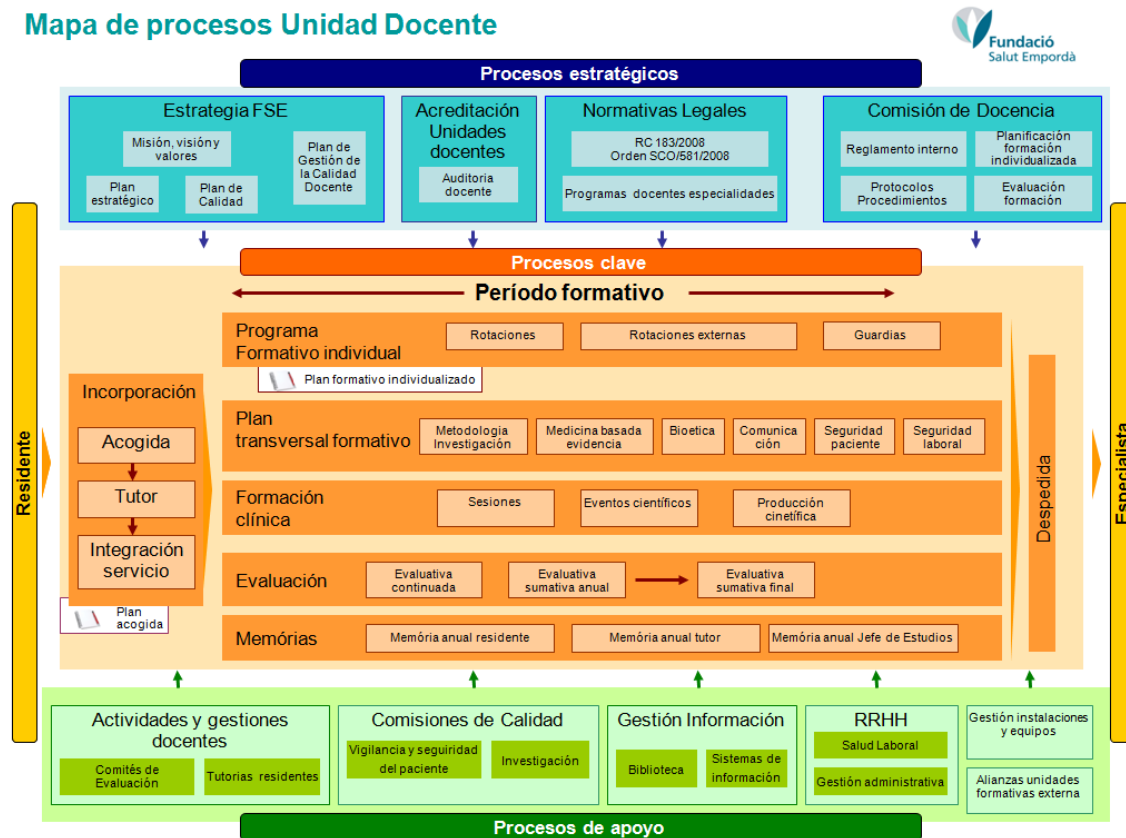 Mapa de procesos Unidad Docente
Fundació
Salut Empordà
Procesos estratégicos
Estrategia FSE
Misión, visión y
valores
Plan de
Gestión de
la Calidad
Docente
Plan
estratégico
Plan de
Calidad
Acreditación
Unidades
docentes
Auditoria
docente
Normativas Legales
RC 183/2008
Orden SCO/581/2008
Programas docentes especialidades
Comisión de Docencia
Reglamento interno
Planificación
formación
individualizada
Protocolos
Procedimientos
Evaluación
formación
Procesos clave
Período formativo
Residente
Incorporación
Acogida
Tutor
Integración
servicio
Plan
acogida
Programa
Formativo individual
Rotaciones
Rotaciones externas
Guardias
Plan formativo individualizado
Plan
transversal formativo
Metodologia
Investigación
Medicina basada
evidencia
Bioetica
Comunica
ción
Seguridad
paciente
Seguridad
laboral
Formación
clínica
Sesiones
Eventos científicos
Producción
cinetífica
Evaluación
Evaluativa
continuada
Evaluativa
sumativa anual
Evaluativa
sumativa final
Memórias
Memória anual residente
Memória anual tutor
Memória anual Jefe de Estudios
Despedida
Especialista
Actividades y gestiones
docentes
Comités de
Evaluación
Tutorias residentes
Comisiones de Calidad
Vigilancia y seguiridad
del paciente
Investigación
Gestión Información
Biblioteca
Sistemas de
información
RRHH
Salud Laboral
Gestión administrativa
Gestión instalaciones
y equipos
Alianzas unidades
formativas externa
Procesos de apoyo